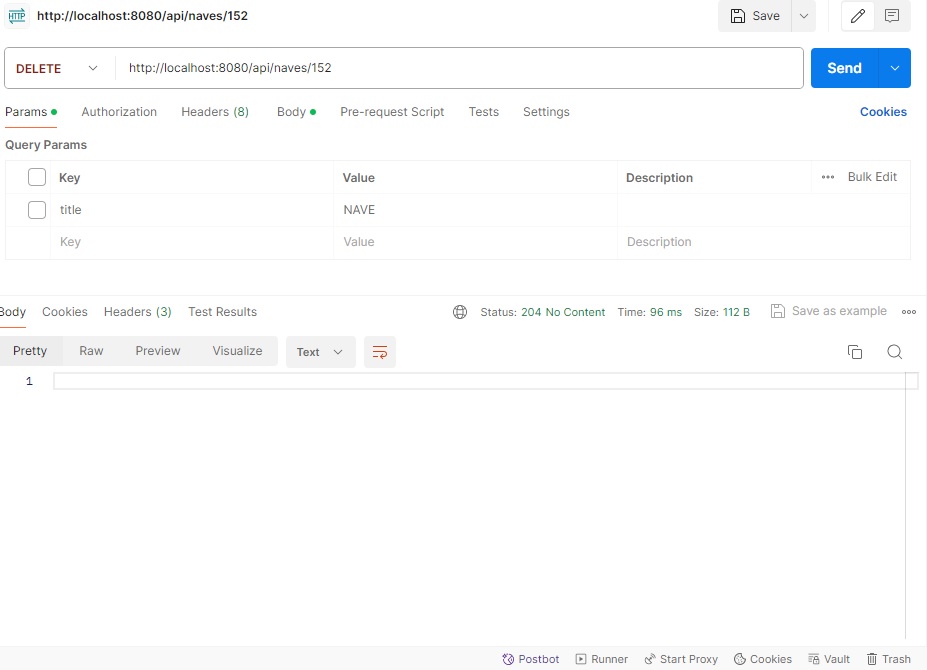 HTTP http://localhost:8080/api/naves/152 Save
DELETE http://localhost:8080/api/naves/152 Send
Params Authorization Headers (8) Body Pre-request Script Tests Settings Cookies
Query Params
Key Value Description Bulk Edit
title NAVE
Key Value Description
Body Cookies Headers (3) Test Results Status: 204 No Content Time: 96 ms Size: 112 B Save as example
Pretty Raw Preview Visualize Text
1
Postbot Runner Start Proxy Cookies Vault Trash